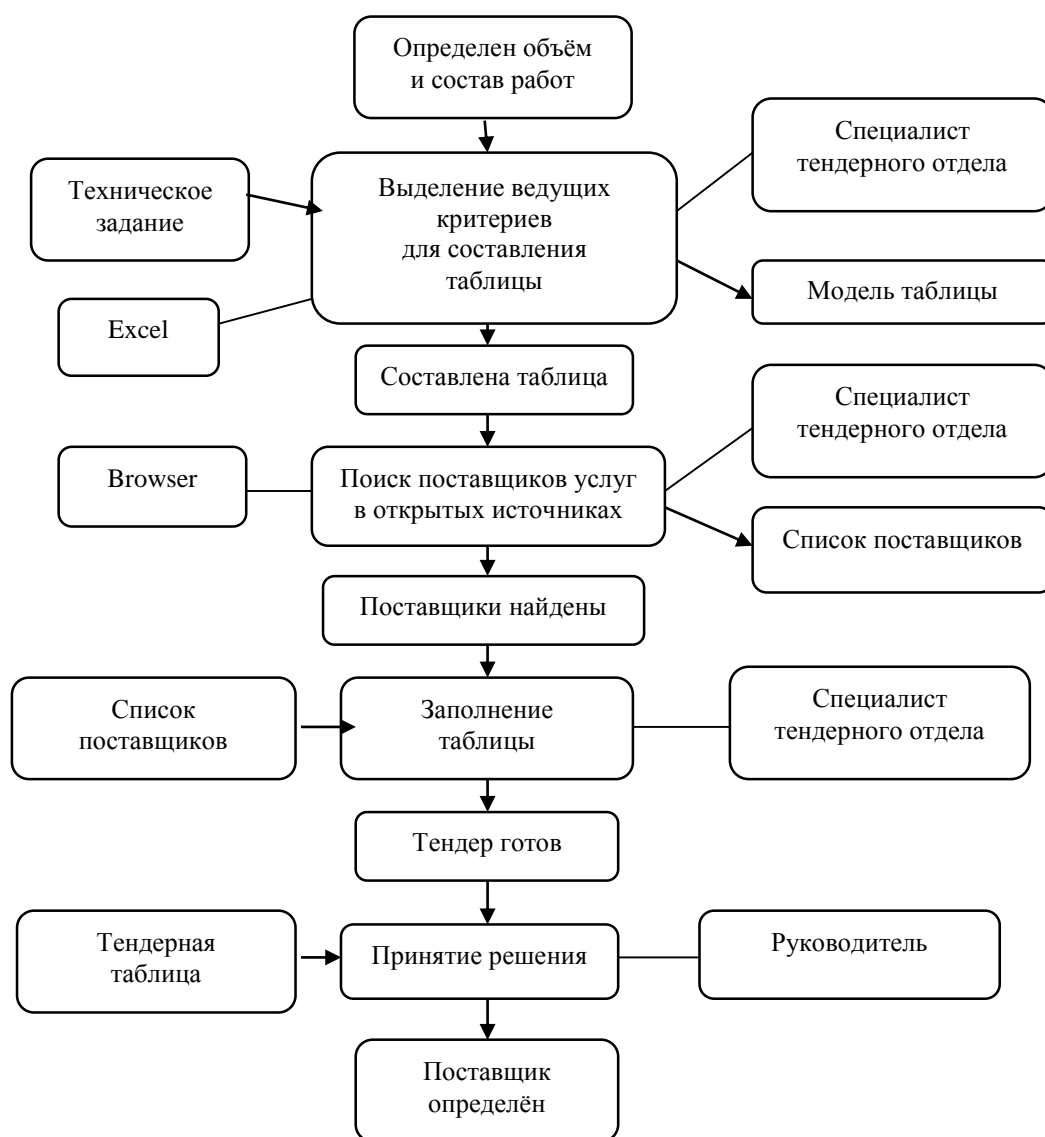 Определен объём
и состав работ
Специалист
тендерного отдела
Техническое
задание
Выделение ведущих
критериев
для составления
таблицы
Модель таблицы
Excel
Составлена таблица
Специалист
тендерного отдела
Browser
Поиск поставщиков услуг
в открытых источниках
Список поставщиков
Поставщики найдены
Список
поставщиков
Заполнение
таблицы
Специалист
тендерного отдела
Тендер готов
Тендерная
таблица
Принятие решения
Руководитель
Поставщик
определён